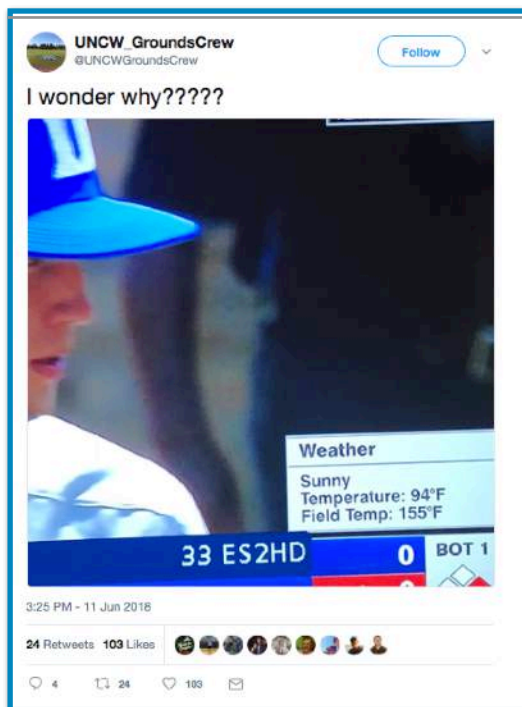 UNCW_GroundsCrew
@UNCWGroundsCrew
Follow
I wonder why?????
Weather
Sunny
Temperature: 94°F
Field Temp: 155°F
33 ES2HD
0
BOT 1
3:25 PM - 11 Jun 2018
24 Retweets 103 Likes
4 24 103